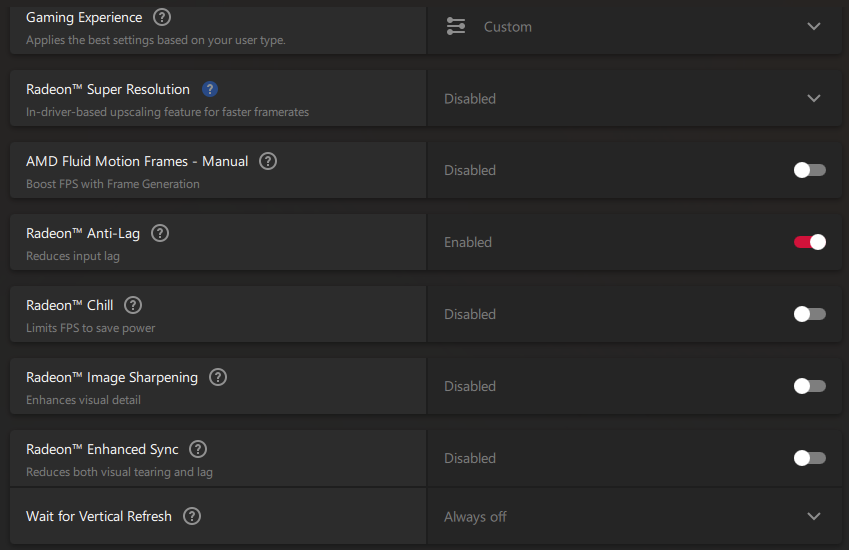 Gaming Experience ?
Custom
Applies the best settings based on your user type.
Radeon™ Super Resolution ?
Disabled
In-driver-based upscaling feature for faster framerates
AMD Fluid Motion Frames - Manual ?
Disabled
Boost FPS with Frame Generation
Radeon™ Anti-Lag ?
Enabled
Reduces input lag
Radeon™ Chill ?
Disabled
Limits FPS to save power
Radeon™ Image Sharpening ?
Disabled
Enhances visual detail
Radeon™ Enhanced Sync ?
Disabled
Reduces both visual tearing and lag
Wait for Vertical Refresh ?
Always off